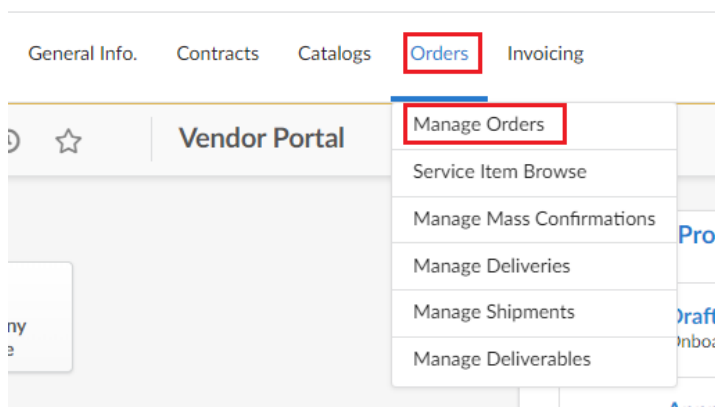 General Info. Contracts Catalogs Orders Invoicing
Vendor Portal
Manage Orders
Service Item Browse
Manage Mass Confirmations
Manage Deliveries
Manage Shipments
Manage Deliverables